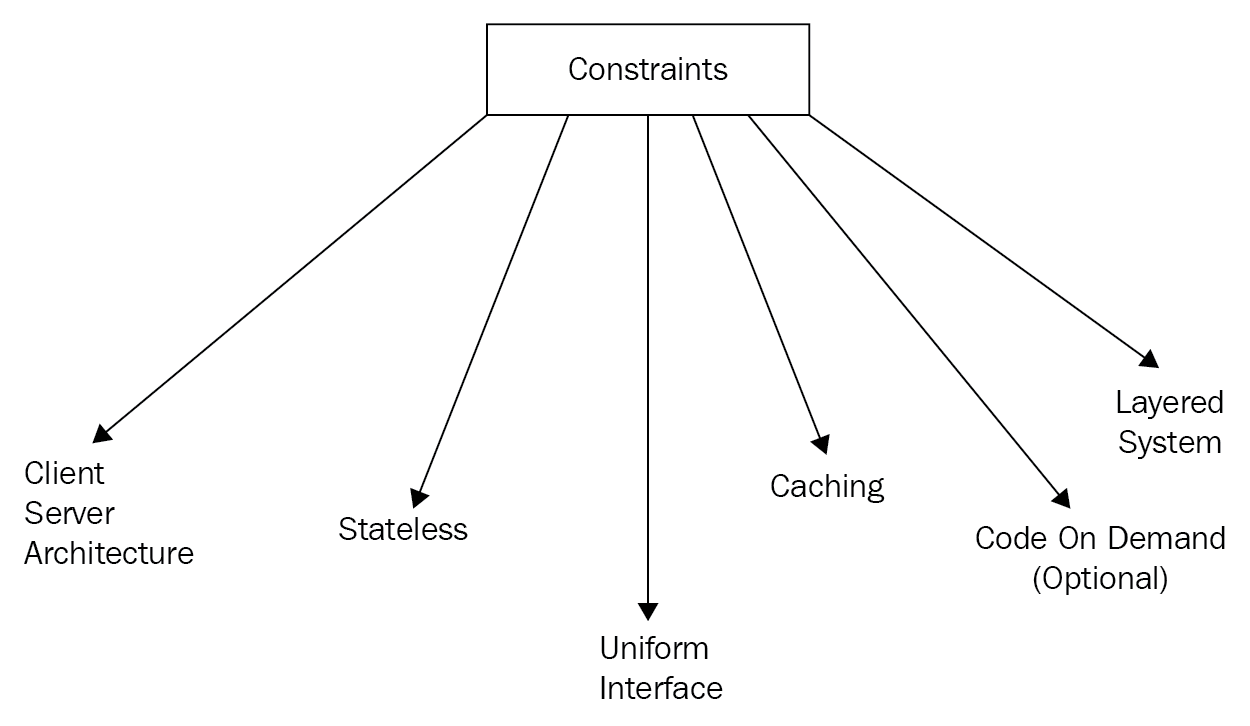 Constraints
Client
Server
Architecture
Stateless
Uniform
Interface
Caching
Code On Demand
(Optional)
Layered
System